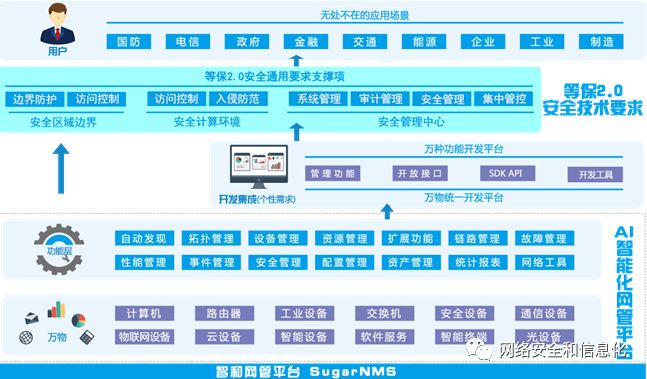 无处不在的应用场景
用户
国防 电信 政府 金融 交通 能源 企业 工业 制造
等保2.0安全通用要求支撑项
边界防护 访问控制 访问控制 入侵防范 系统管理 审计管理 安全管理 集中管控
安全区域边界 安全计算环境 安全管理中心
等保2.0
安全技术要求
万种功能开发平台
管理功能 开放接口 SDK API 开发工具
开发集成(个性需求) 万物统一开发平台
自动发现 拓扑管理 设备管理 资源管理 扩展功能 链路管理 故障管理
功能层
性能管理 事件管理 安全管理 配置管理 资产管理 统计报表 网络工具
AI智能化网管平台
计算机 路由器 工业设备 交换机 安全设备 通信设备
万物
物联网设备 云设备 智能设备 软件服务 智能终端 光设备
网络安全和信息化
智和网管平台 SugarNMS